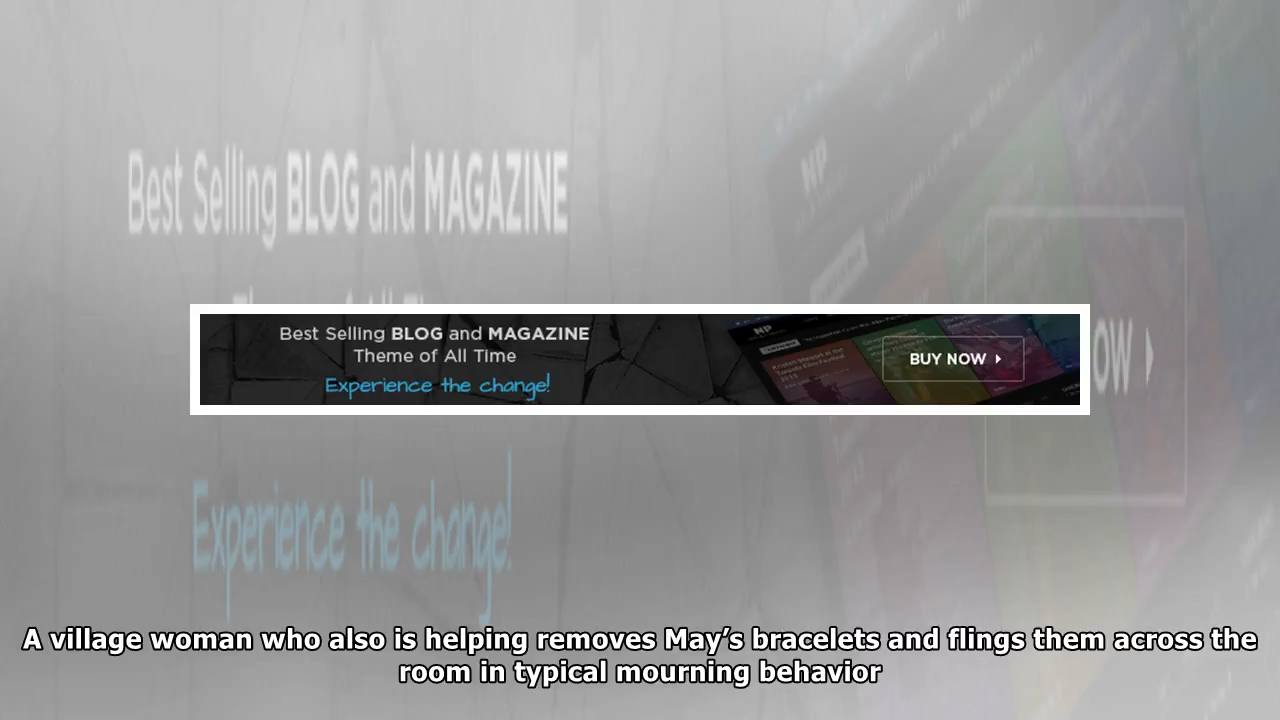 Best Selling BLOG and MAGAZINE
Best Selling BLOG and MAGAZINE
Theme of All Time
Experience the change!
NP
BUY NOW
OW
Experience the change!
A village woman who also is helping removes May’s bracelets and flings them across the
room in typical mourning behavior